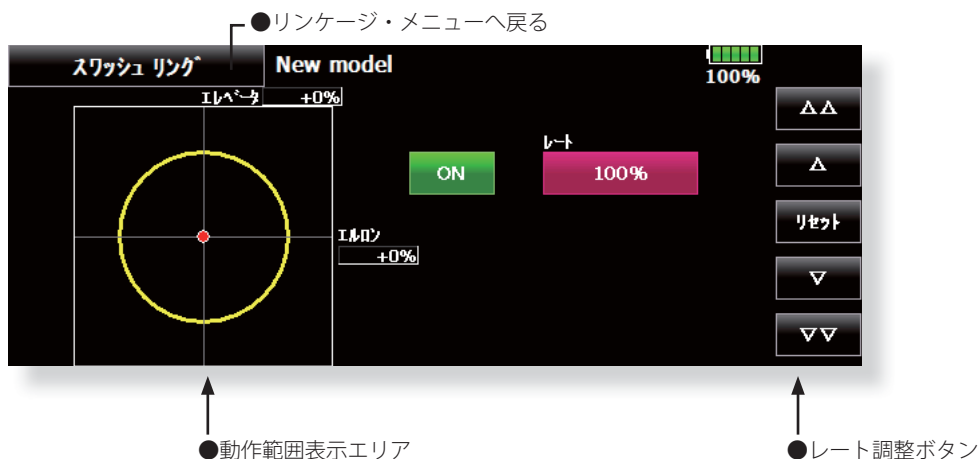 ●リンケージ・メニューへ戻る
スワッシュ リング New model
100%
エレベータ +0%
レート
ON 100%
エルロン
+0%
△△
△
リセット
▽
▽▽
●動作範囲表示エリア
●レート調整ボタン